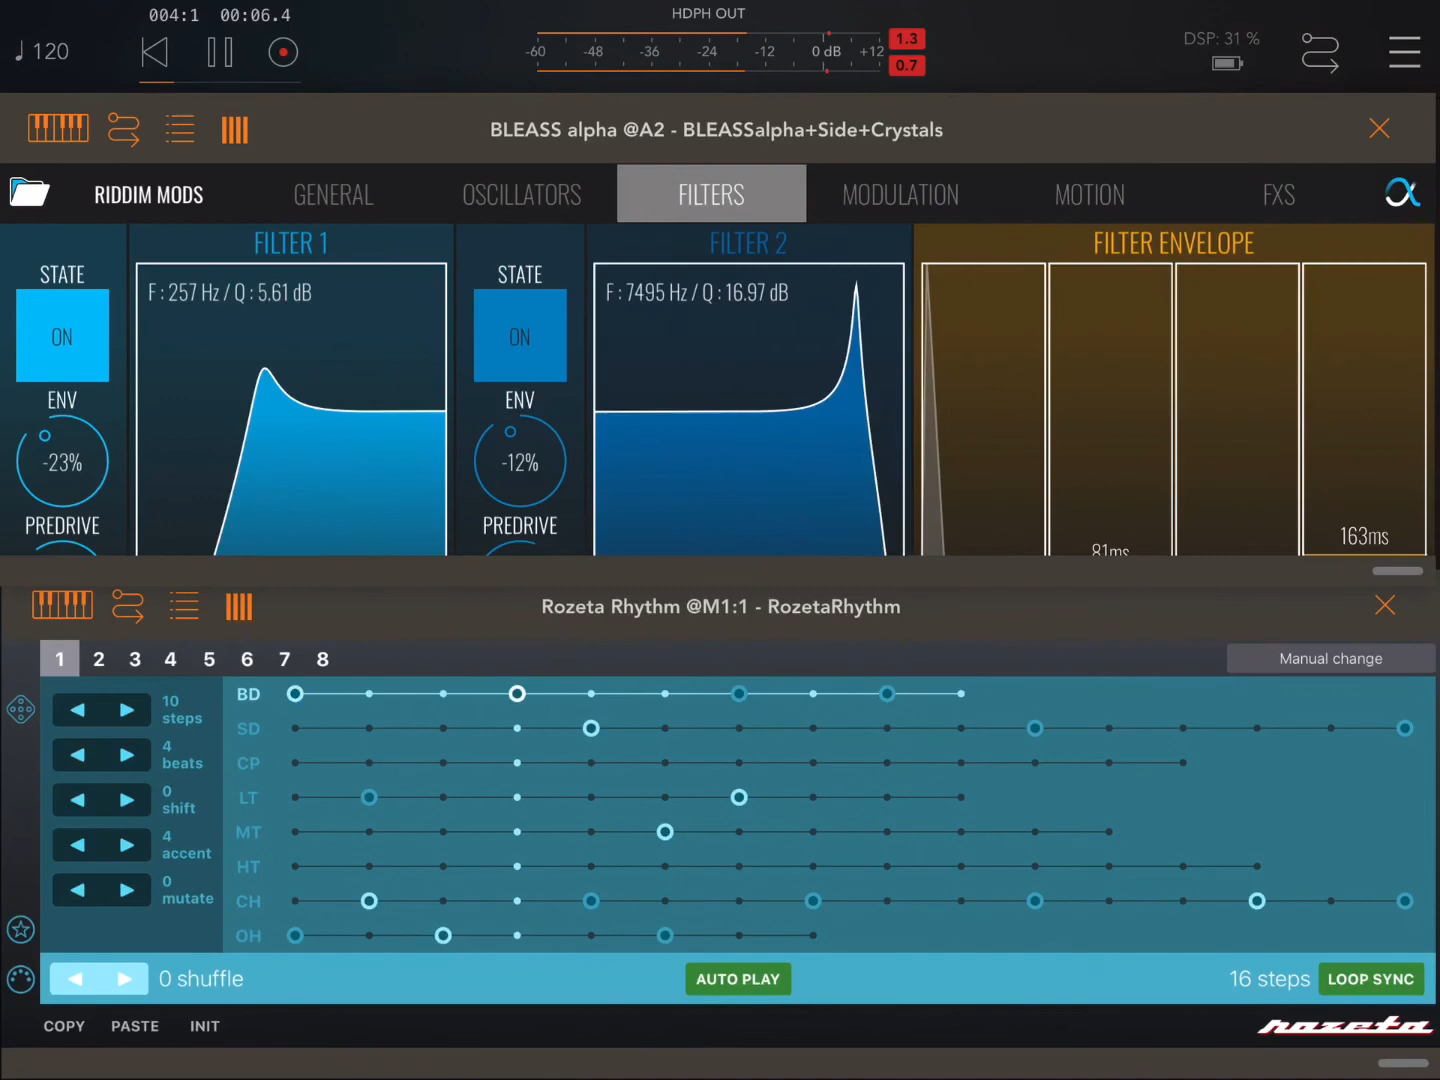 004:1 00:06.4
HDPH OUT
♩ 120
-60 -48 -36 -24 -12 0 dB +12
1.3
0.7
DSP: 31 %
BLEASS alpha @A2 - BLEASSalpha+Side+Crystals
RIDDIM MODS GENERAL OSCILLATORS FILTERS MODULATION MOTION FXS
FILTER 1 FILTER 2 FILTER ENVELOPE
STATE STATE
F : 257 Hz / Q : 5.61 dB F : 7495 Hz / Q : 16.97 dB
ON ON
ENV ENV
-23% -12%
PREDRIVE PREDRIVE
81ms 163ms
Rozeta Rhythm @M1:1 - RozetaRhythm
1 2 3 4 5 6 7 8 Manual change
10 steps
4 beats
0 shift
4 accent
0 mutate
BD
SD
CP
LT
MT
HT
CH
OH
0 shuffle AUTO PLAY 16 steps LOOP SYNC
COPY PASTE INIT rozeta